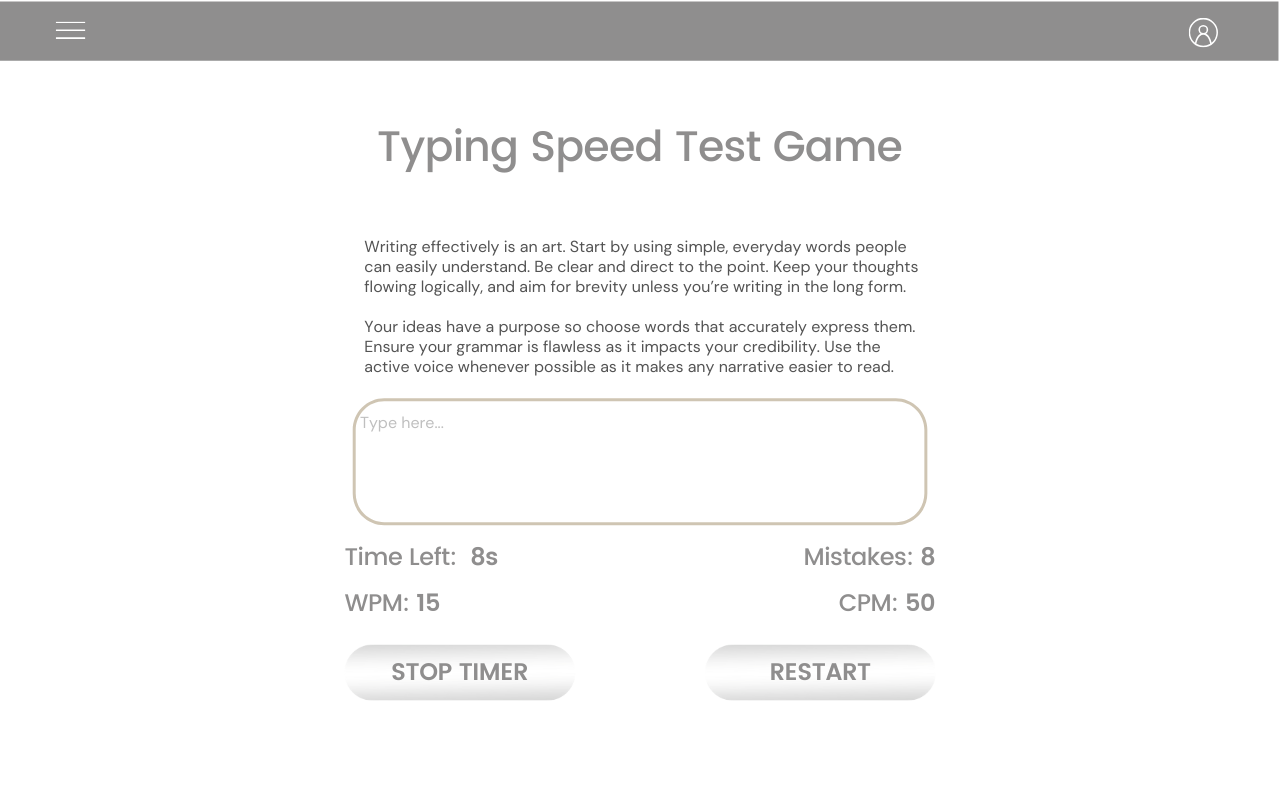 Typing Speed Test Game
Writing effectively is an art. Start by using simple, everyday words people
can easily understand. Be clear and direct to the point. Keep your thoughts
flowing logically, and aim for brevity unless you’re writing in the long form.
Your ideas have a purpose so choose words that accurately express them.
Ensure your grammar is flawless as it impacts your credibility. Use the
active voice whenever possible as it makes any narrative easier to read.
Type here...
Time Left: 8s
Mistakes: 8
WPM: 15
CPM: 50
STOP TIMER
RESTART